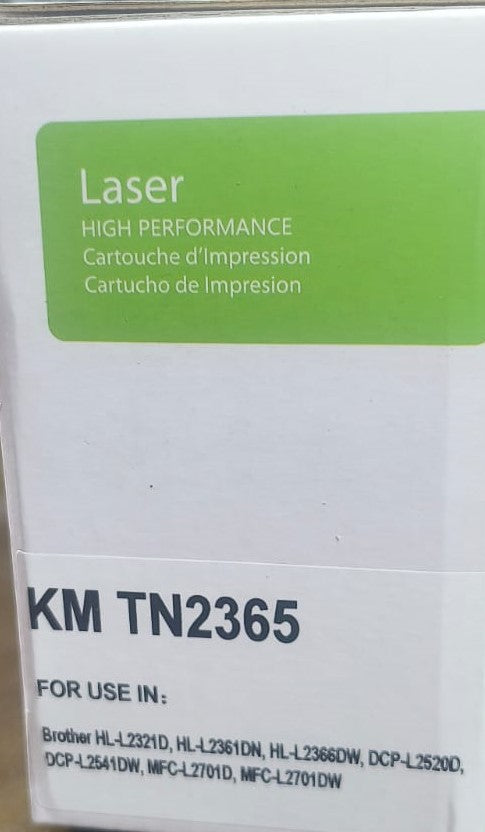 Laser
HIGH PERFORMANCE
Cartouche d'Impression
Cartucho de Impresion
KM TN2365
FOR USE IN:
Brother HL-L2321D, HL-L2361DN, HL-L2366DW, DCP-L2520D,
DCP-L2541DW, MFC-L2701D, MFC-L2701DW